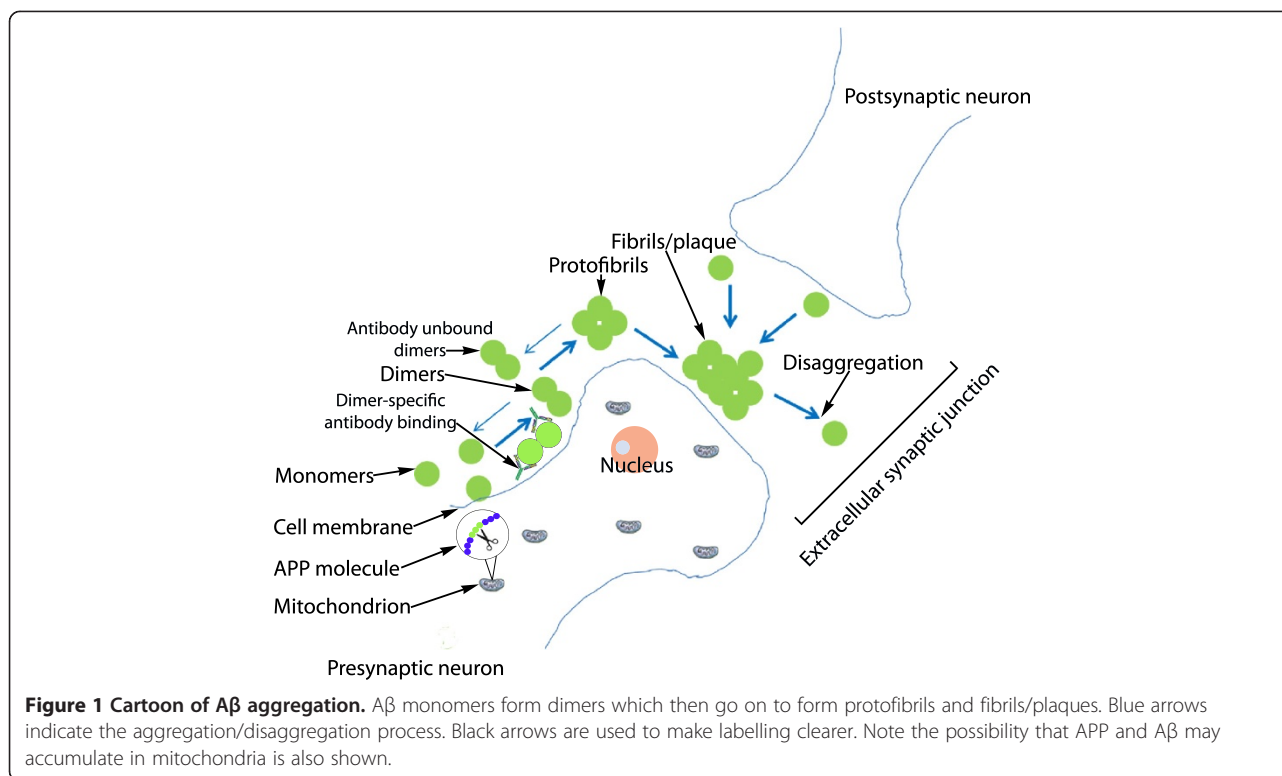 Postsynaptic neuron
Fibrils/plaque
Protofibrils
Antibody unbound
dimers
Dimers
Disaggregation
Dimer-specific
antibody binding
Nucleus
Monomers
Extracellular synaptic junction
Cell membrane
APP molecule
Mitochondrion
Presynaptic neuron
Figure 1 Cartoon of Aβ aggregation. Aβ monomers form dimers which then go on to form protofibrils and fibrils/plaques. Blue arrows
indicate the aggregation/disaggregation process. Black arrows are used to make labelling clearer. Note the possibility that APP and Aβ may
accumulate in mitochondria is also shown.